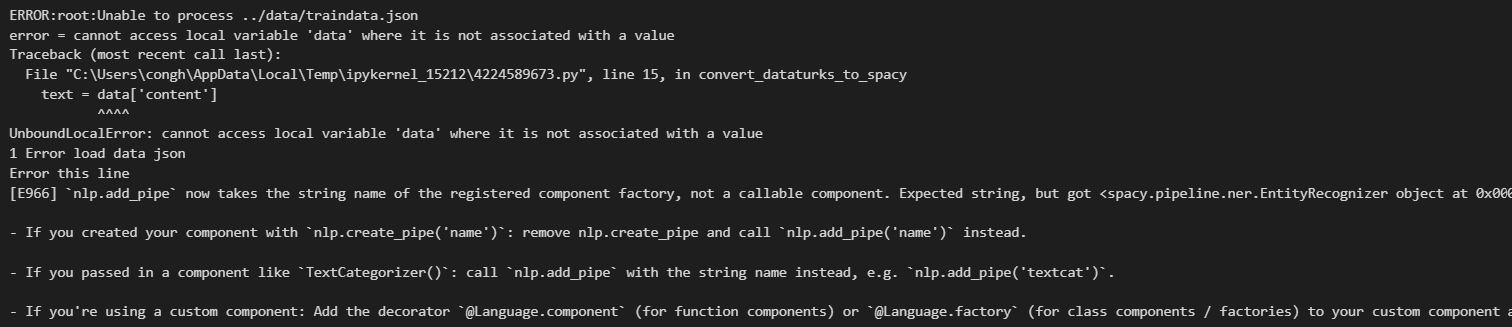 ERROR:root:Unable to process ../data/traindata.json
error = cannot access local variable 'data' where it is not associated with a value
Traceback (most recent call last):
  File "C:\Users\congh\AppData\Local\Temp\ipykernel_15212\4224589673.py", line 15, in convert_dataturks_to_spacy
    text = data['content']
           ^^^^
UnboundLocalError: cannot access local variable 'data' where it is not associated with a value
1 Error load data json
Error this line
[E966] `nlp.add_pipe` now takes the string name of the registered component factory, not a callable component. Expected string, but got <spacy.pipeline.ner.EntityRecognizer object at 0x000
- If you created your component with `nlp.create_pipe('name')`: remove nlp.create_pipe and call `nlp.add_pipe('name')` instead.
- If you passed in a component like `TextCategorizer()`: call `nlp.add_pipe` with the string name instead, e.g. `nlp.add_pipe('textcat')`.
- If you're using a custom component: Add the decorator `@Language.component` (for function components) or `@Language.factory` (for class components / factories) to your custom component